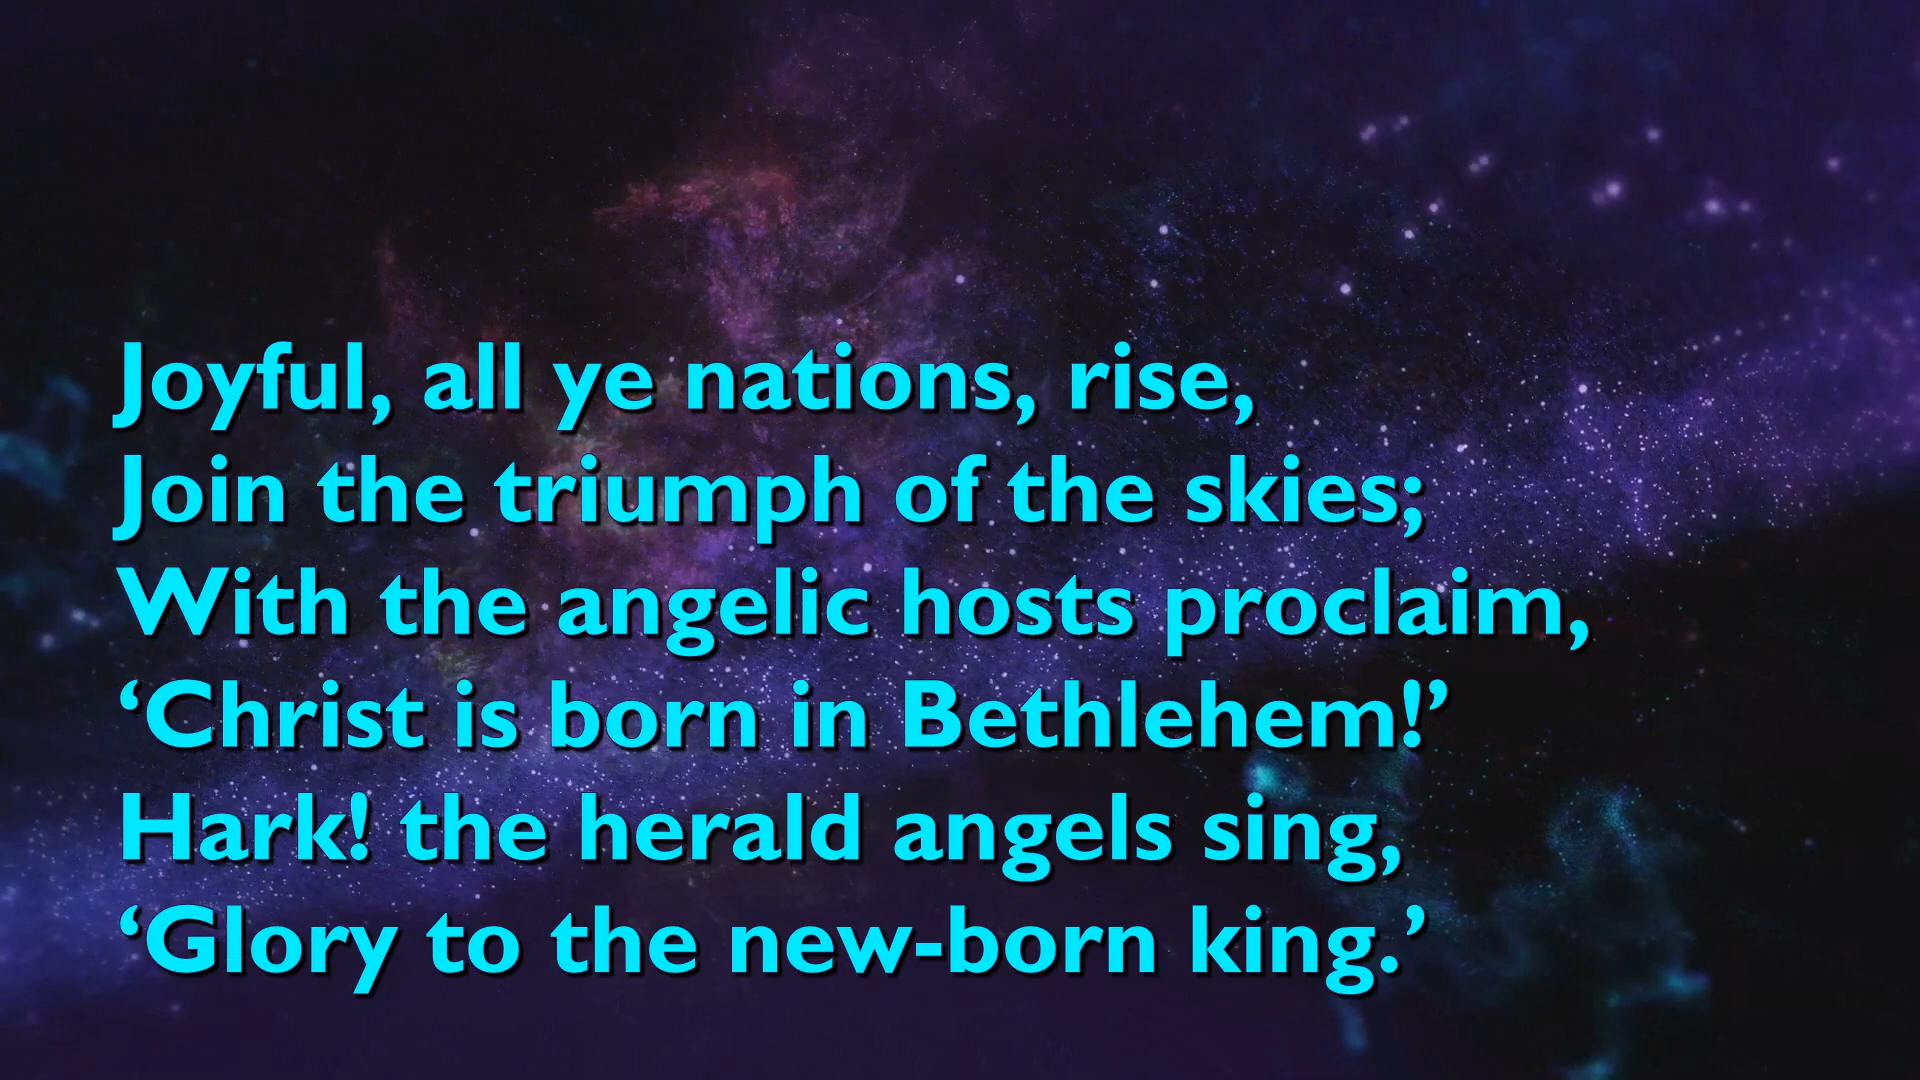 Joyful, all ye nations, rise,
Join the triumph of the skies;
With the angelic hosts proclaim,
‘Christ is born in Bethlehem!’
Hark! the herald angels sing,
‘Glory to the new-born king.’